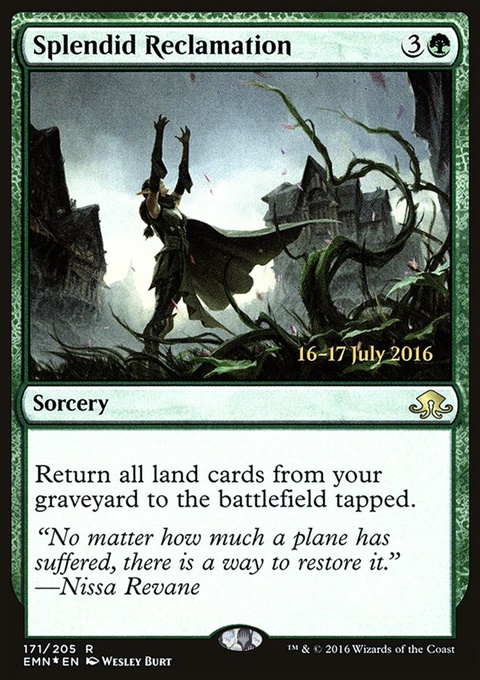 Splendid Reclamation 3
16–17 July 2016
Sorcery
Return all land cards from your
graveyard to the battlefield tapped.
“No matter how much a plane has
suffered, there is a way to restore it.”
—Nissa Revane
171/205 R
EMN★EN Wesley Burt
™ & © 2016 Wizards of the Coast